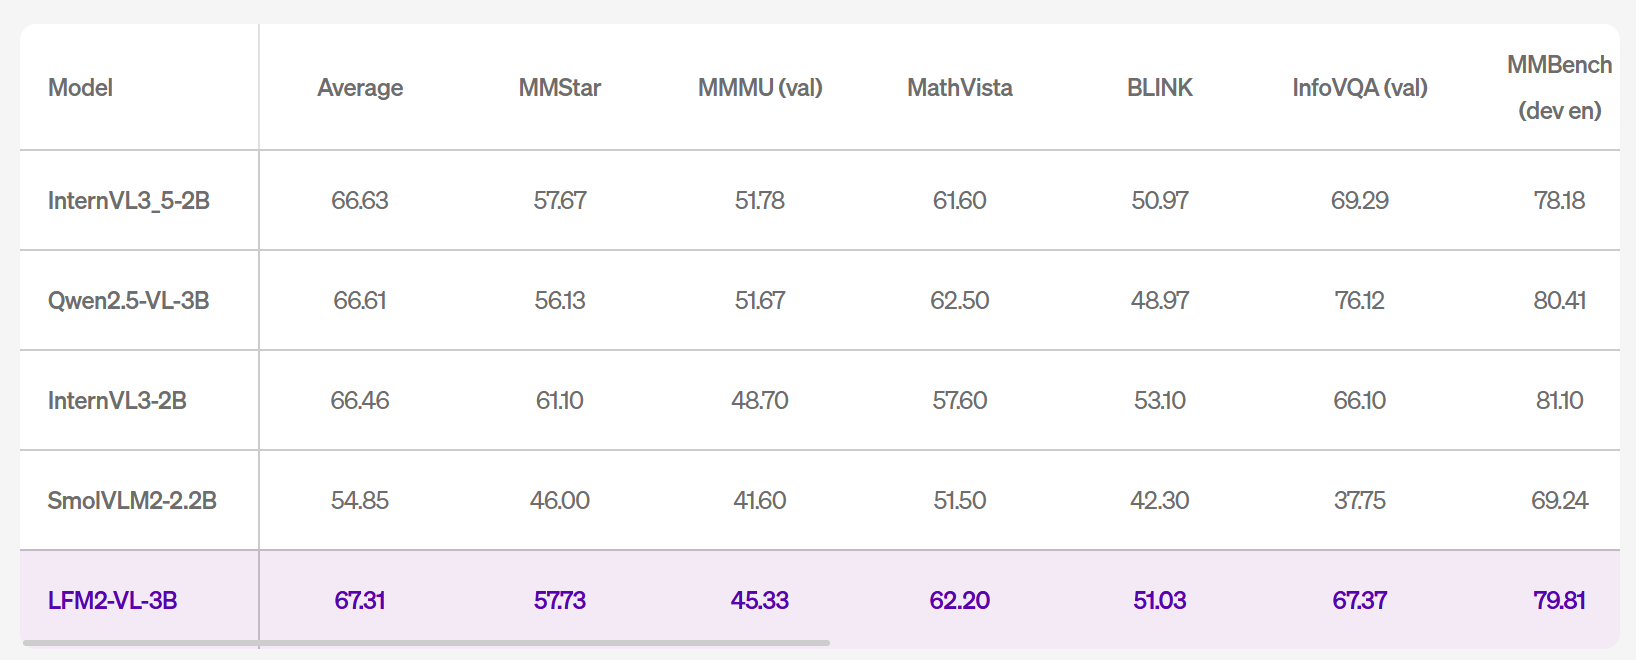 Model Average MMStar MMMU (val) MathVista BLINK InfoVQA (val) MMBench (dev en)
InternVL3_5-2B 66.63 57.67 51.78 61.60 50.97 69.29 78.18
Qwen2.5-VL-3B 66.61 56.13 51.67 62.50 48.97 76.12 80.41
InternVL3-2B 66.46 61.10 48.70 57.60 53.10 66.10 81.10
SmolVLM2-2.2B 54.85 46.00 41.60 51.50 42.30 37.75 69.24
LFM2-VL-3B 67.31 57.73 45.33 62.20 51.03 67.37 79.81